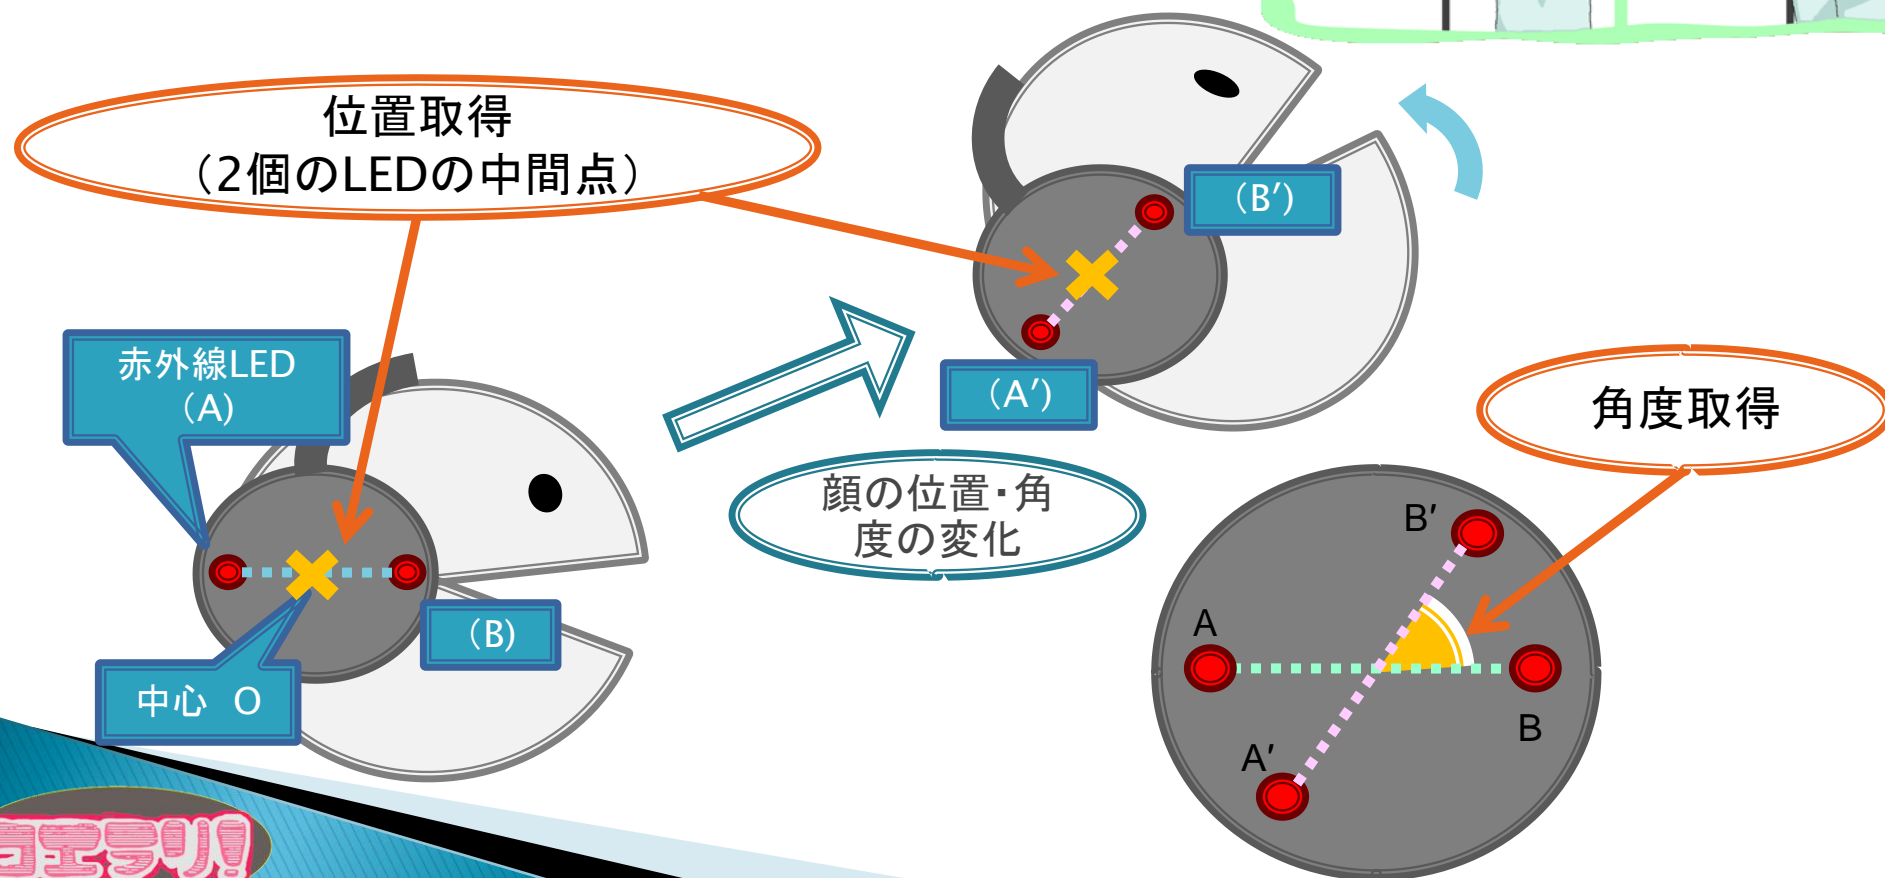 位置取得
（2個のLEDの中間点）
（B′）
赤外線LED
（A）
（A′）
角度取得
顔の位置・角
度の変化
（B）
中心　O
B′
A
B
A′